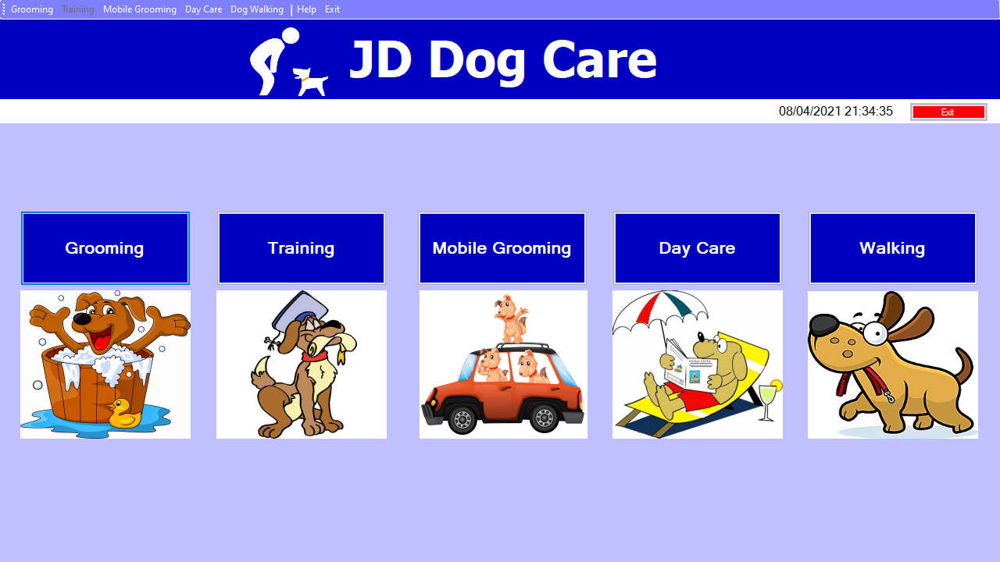 Grooming Training Mobile Grooming Day Care Dog Walking Help Exit
JD Dog Care
08/04/2021 21:34:35 Exit
Grooming Training Mobile Grooming Day Care Walking